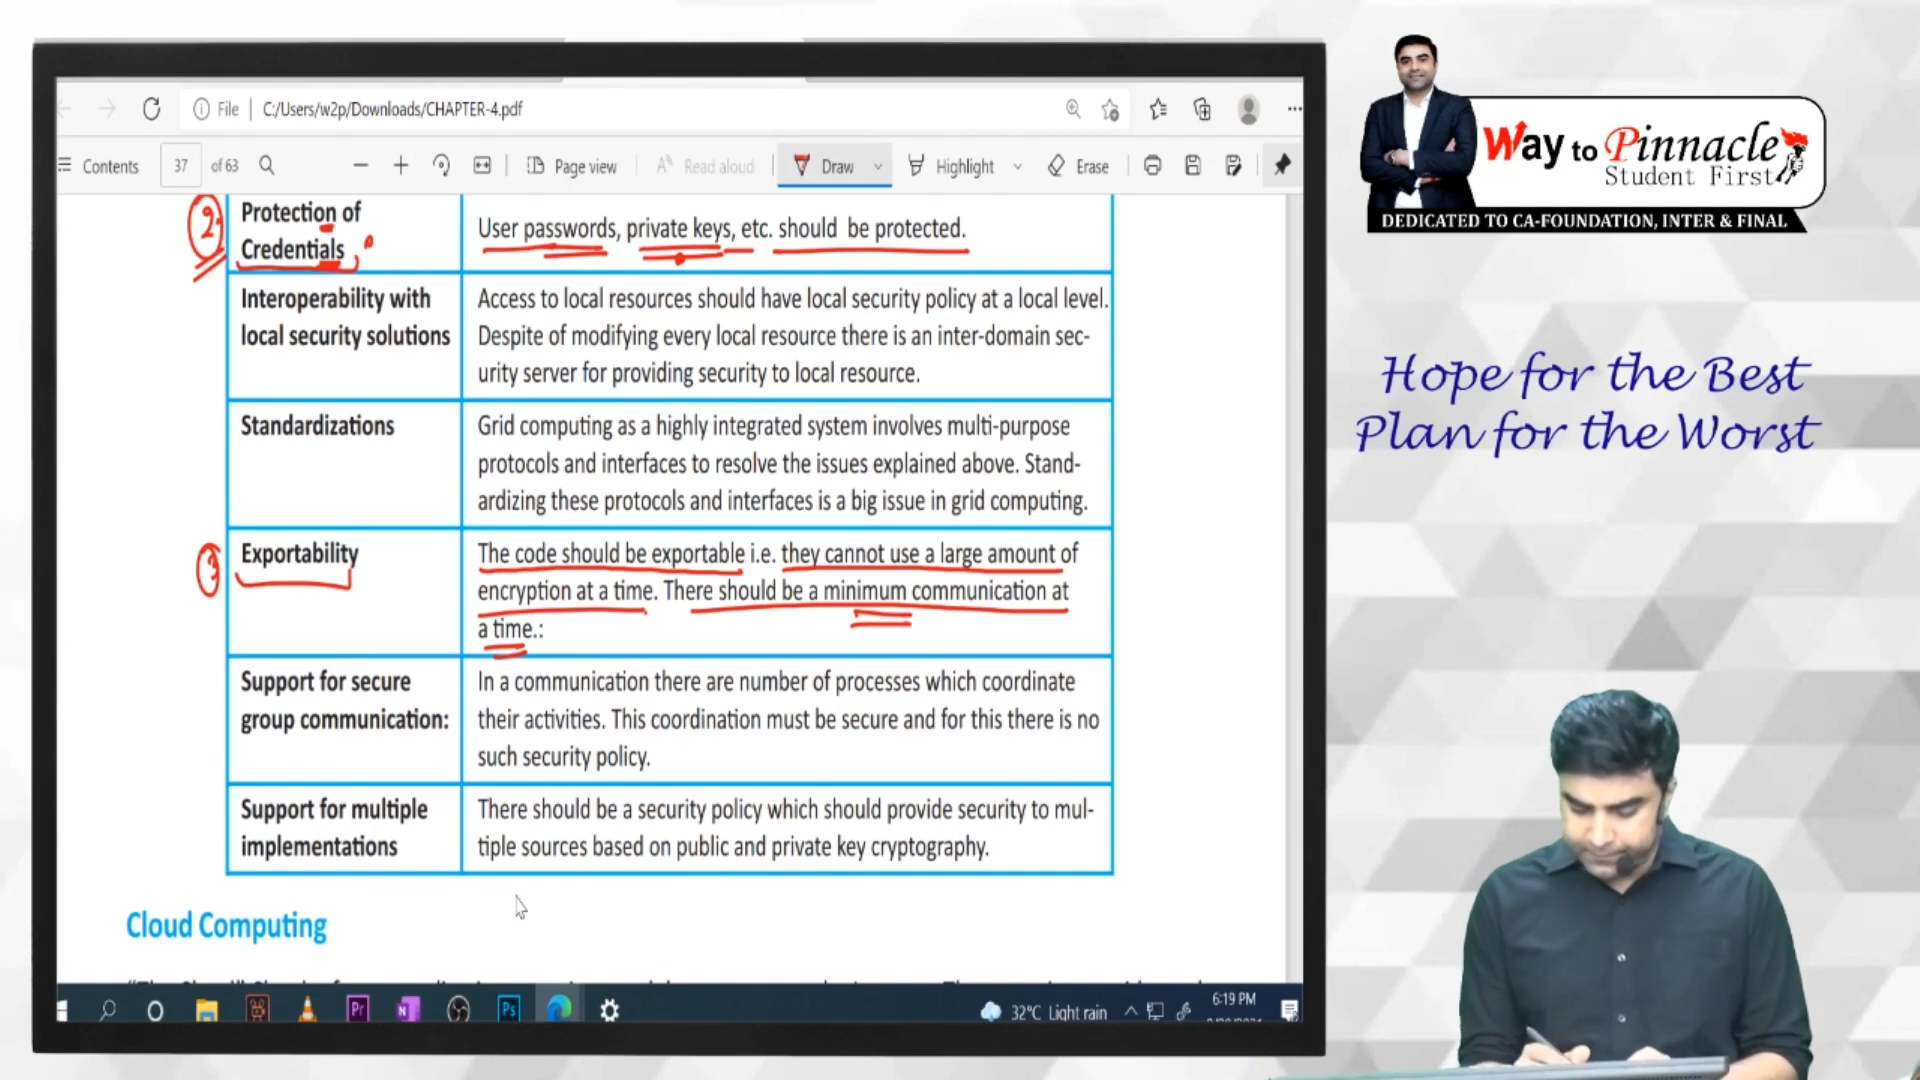 File
C:/Users/w2p/Downloads/CHAPTER-4.pdf
Contents
37 of 63
Page view
Read aloud
Draw
Highlight
Erase
2
Protection of
Credentials
User passwords, private keys, etc. should be protected.
Interoperability with
local security solutions
Access to local resources should have local security policy at a local level.
Despite of modifying every local resource there is an inter-domain sec-
urity server for providing security to local resource.
Standardizations
Grid computing as a highly integrated system involves multi-purpose
protocols and interfaces to resolve the issues explained above. Stand-
ardizing these protocols and interfaces is a big issue in grid computing.
3
Exportability
The code should be exportable i.e. they cannot use a large amount of
encryption at a time. There should be a minimum communication at
a time.:
Support for secure
group communication:
In a communication there are number of processes which coordinate
their activities. This coordination must be secure and for this there is no
such security policy.
Support for multiple
implementations
There should be a security policy which should provide security to mul-
tiple sources based on public and private key cryptography.
Cloud Computing
Pr
N
Ps
32°C Light rain
6:19 PM
Way to Pinnacle
Student First
DEDICATED TO CA-FOUNDATION, INTER & FINAL
Hope for the Best
Plan for the Worst